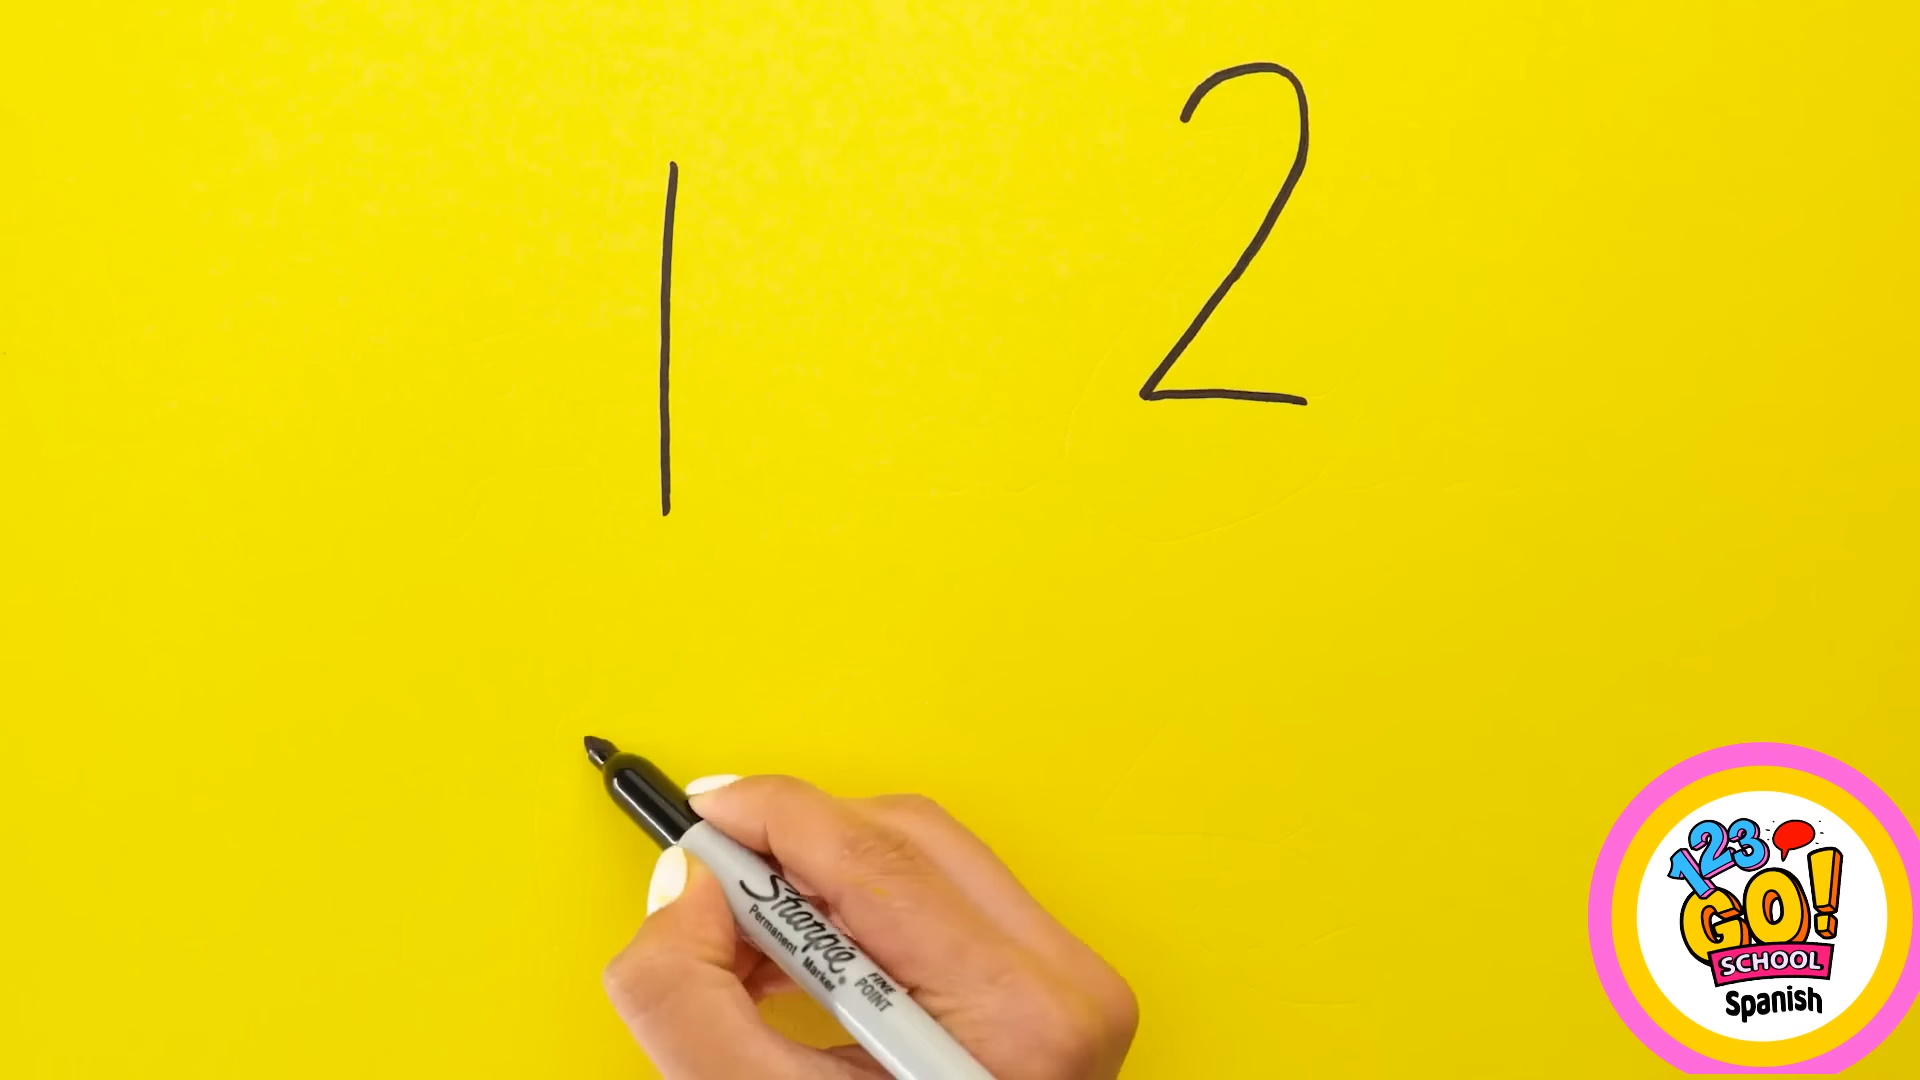 1 2
Sharpie
Permanent Marker
FINE
POINT
123
GO!
SCHOOL
Spanish